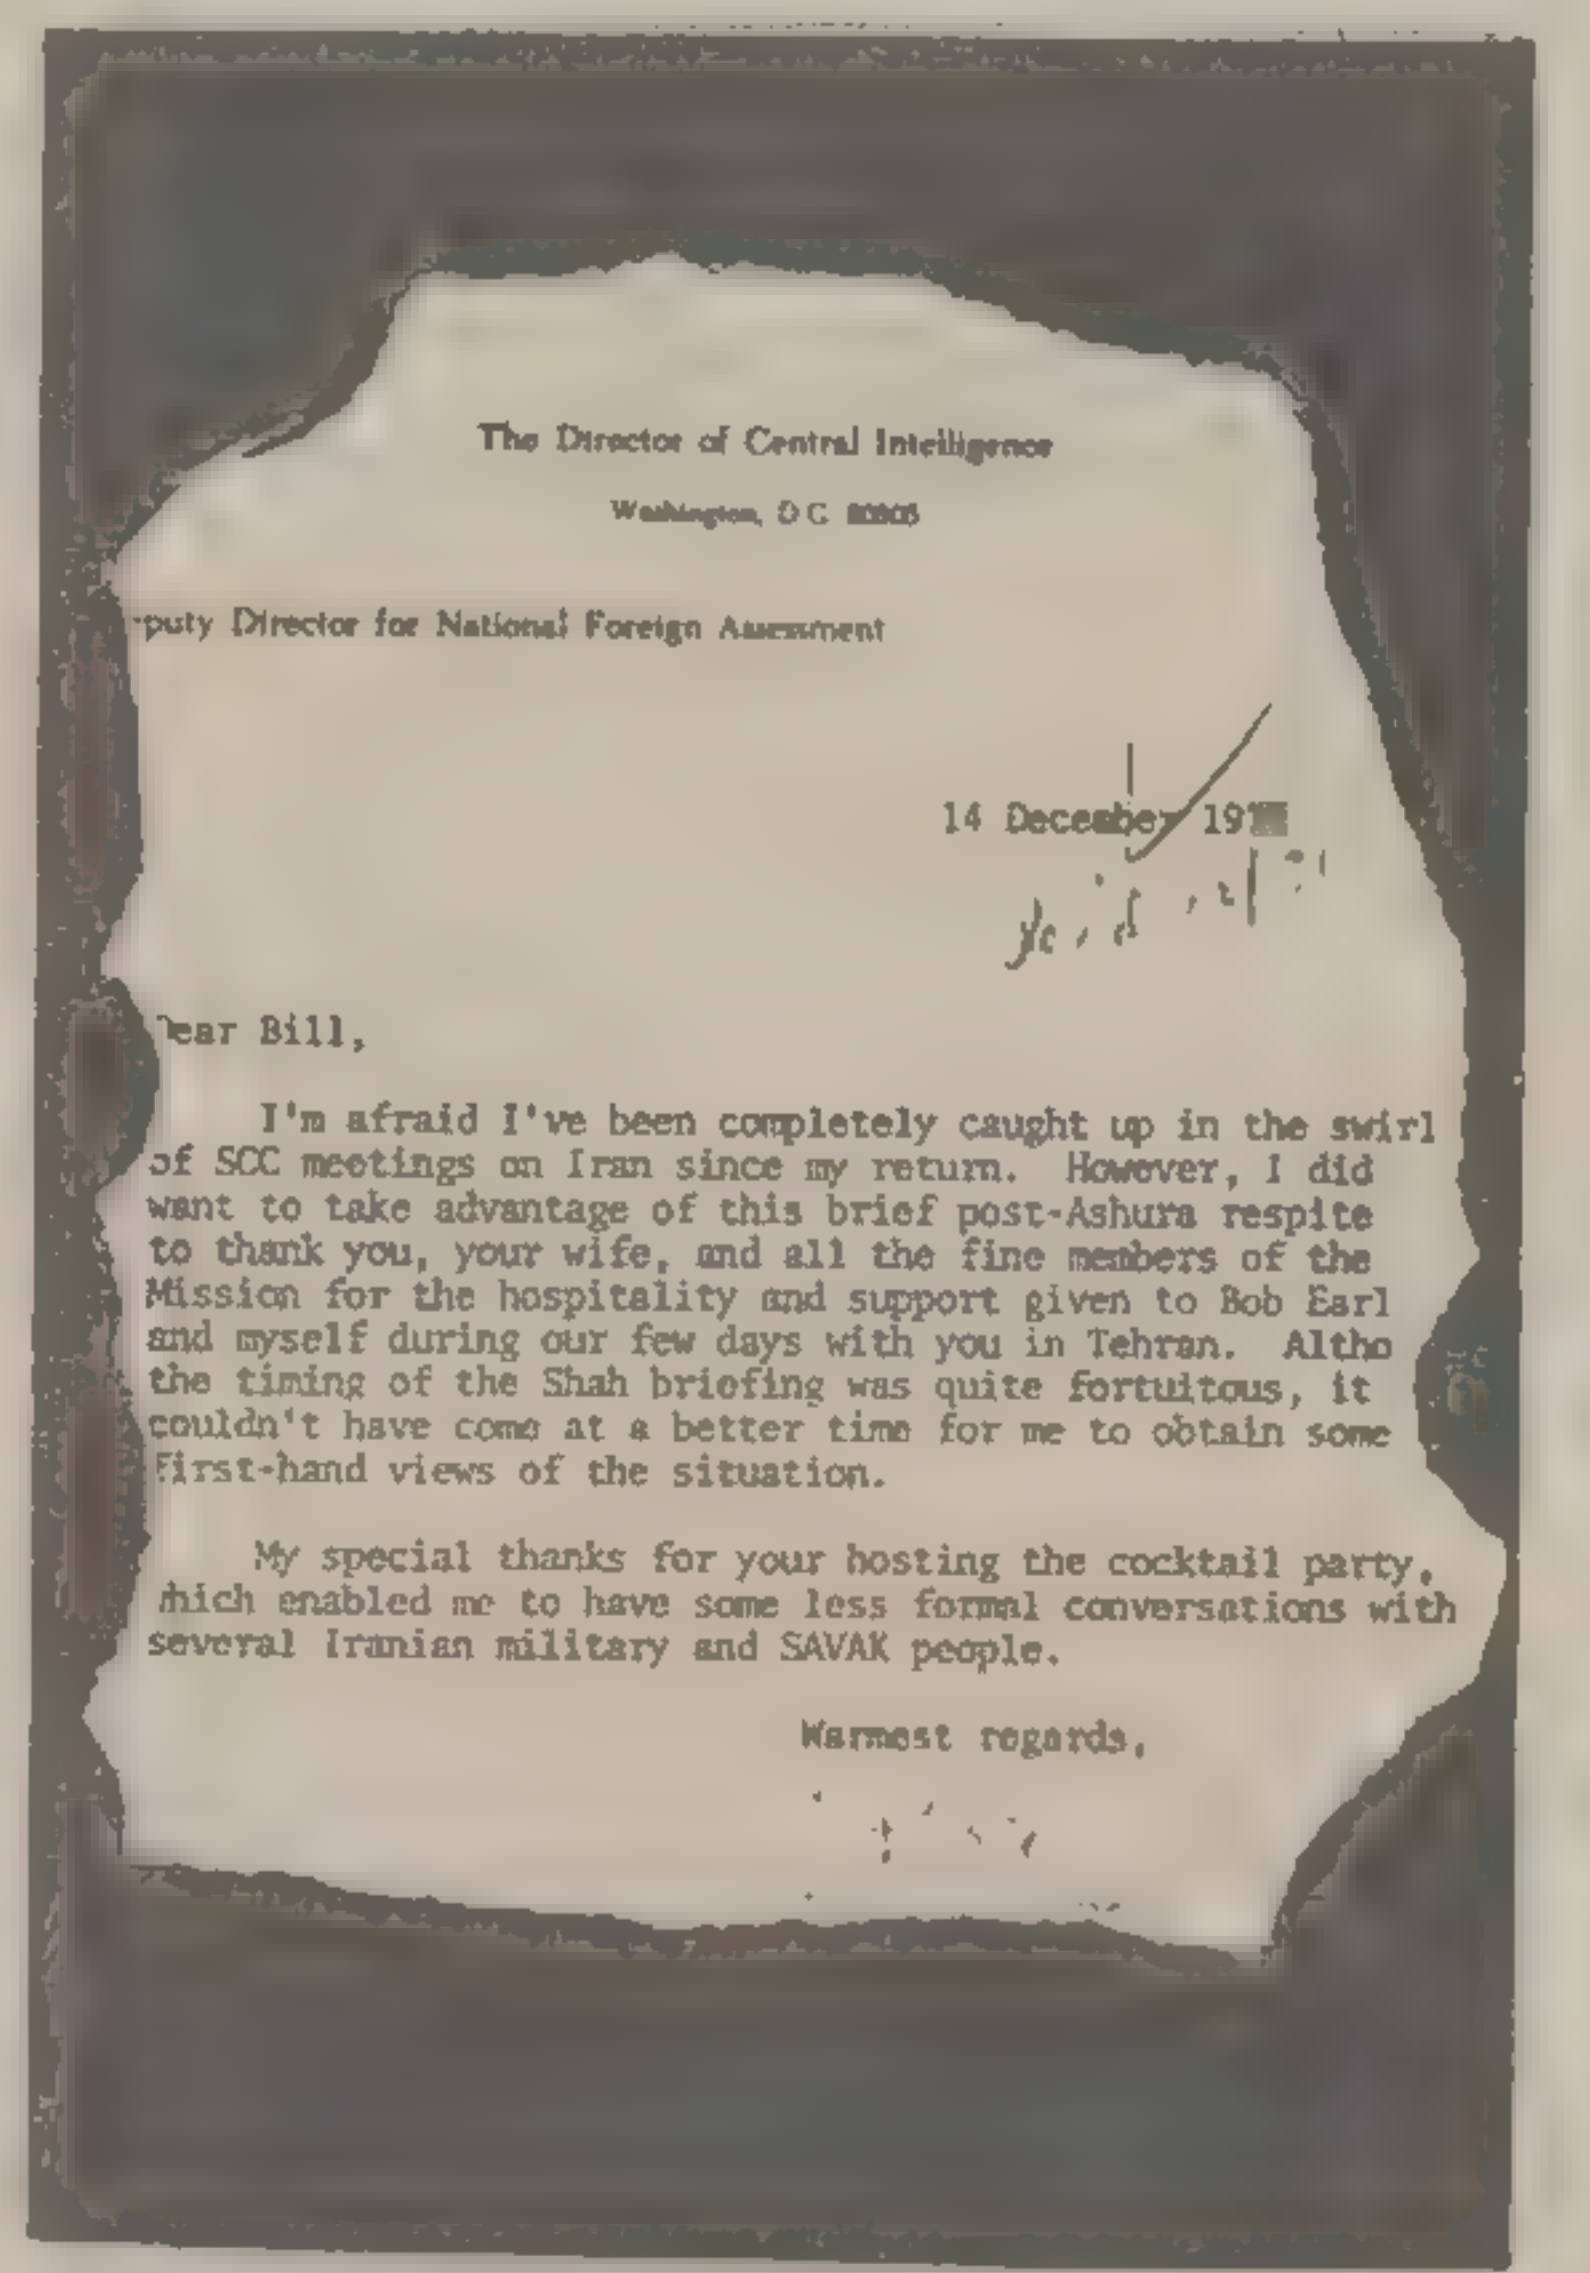 The Director of Central Intelligence
Washington, D C 20505
puty Director for National Foreign Assessment
14 December 19
ear Bill,
I'm afraid I've been completely caught up in the swirl
of SCC meetings on Iran since my return. However, I did
want to take advantage of this brief post-Ashura respite
to thank you, your wife, and all the fine members of the
Mission for the hospitality and support given to Bob Earl
and myself during our few days with you in Tehran. Altho
the timing of the Shah briefing was quite fortuitous, it
couldn't have come at a better time for me to obtain some
first-hand views of the situation.
My special thanks for your hosting the cocktail party,
hich enabled me to have some less formal conversations with
several Iranian military and SAVAK people.
Warmest regards,